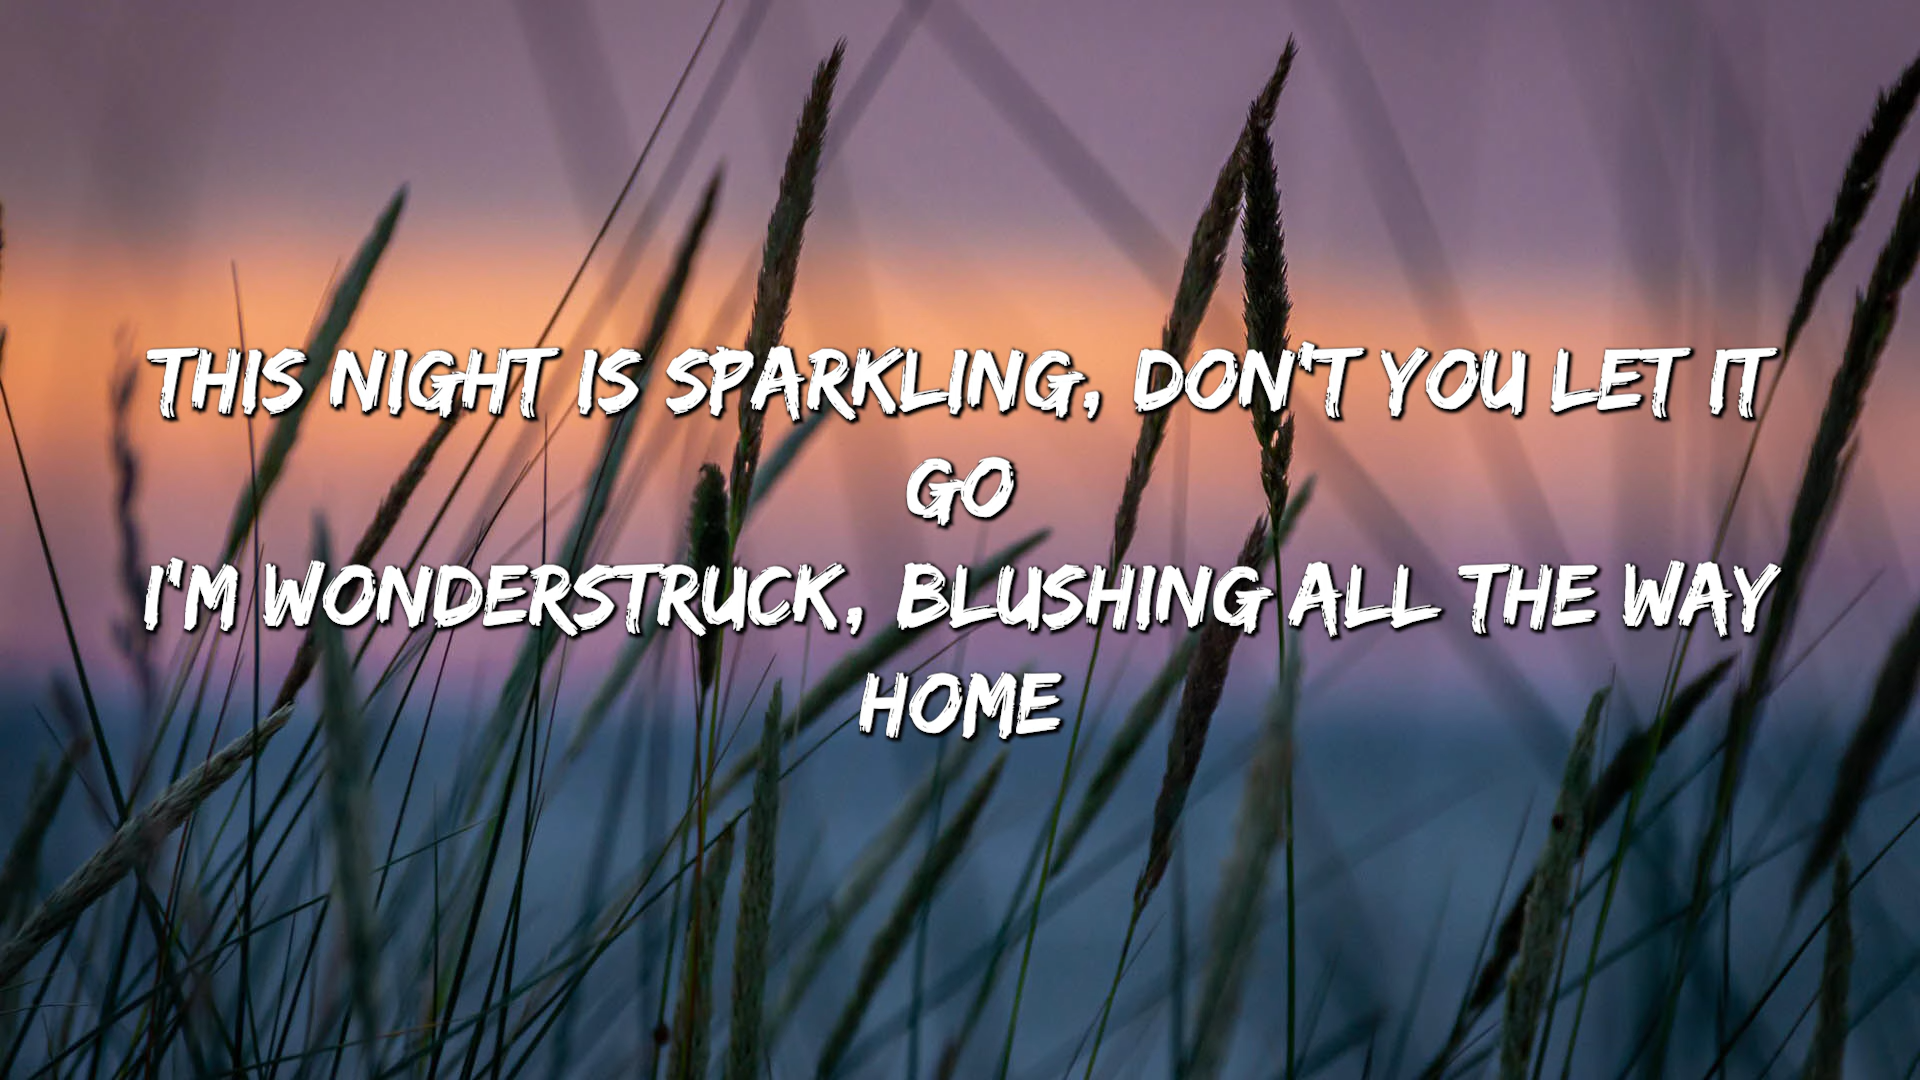 THIS NIGHT IS SPARKLING, DON'T YOU LET IT
GO
I'M WONDERSTRUCK, BLUSHING ALL THE WAY
HOME